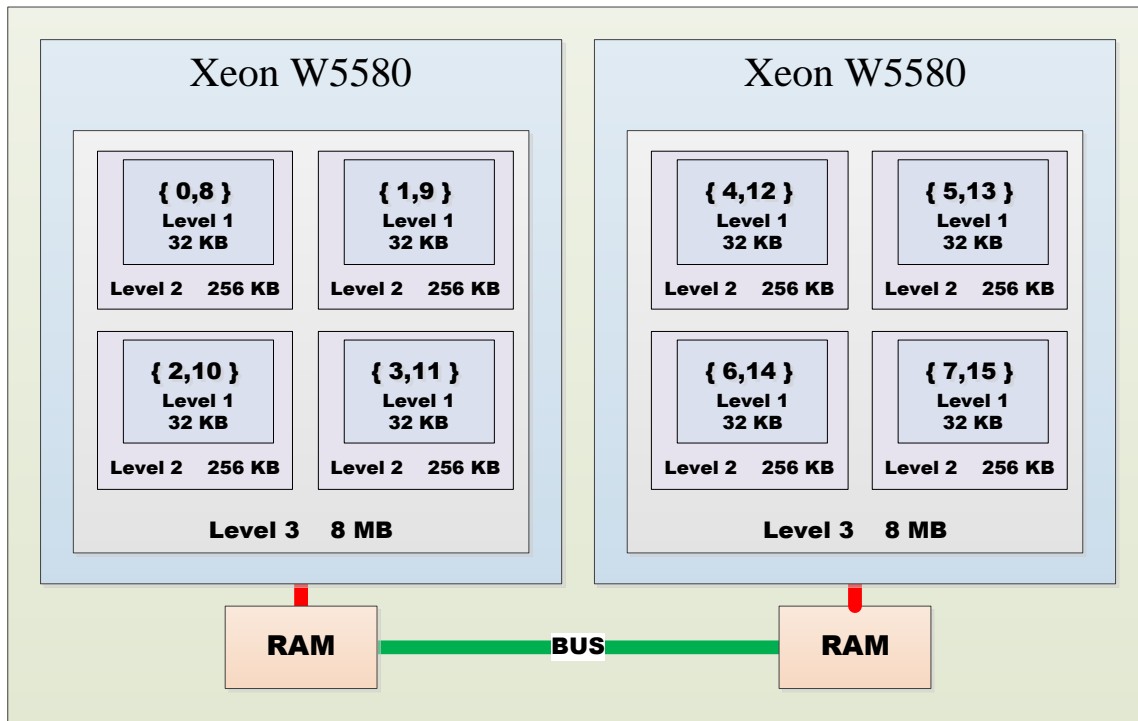 Xeon W5580
{ 0,8 }
Level 1
32 KB
Level 2 256 KB
{ 1,9 }
Level 1
32 KB
Level 2 256 KB
{ 2,10 }
Level 1
32 KB
Level 2 256 KB
{ 3,11 }
Level 1
32 KB
Level 2 256 KB
Level 3 8 MB
RAM
BUS
Xeon W5580
{ 4,12 }
Level 1
32 KB
Level 2 256 KB
{ 5,13 }
Level 1
32 KB
Level 2 256 KB
{ 6,14 }
Level 1
32 KB
Level 2 256 KB
{ 7,15 }
Level 1
32 KB
Level 2 256 KB
Level 3 8 MB
RAM